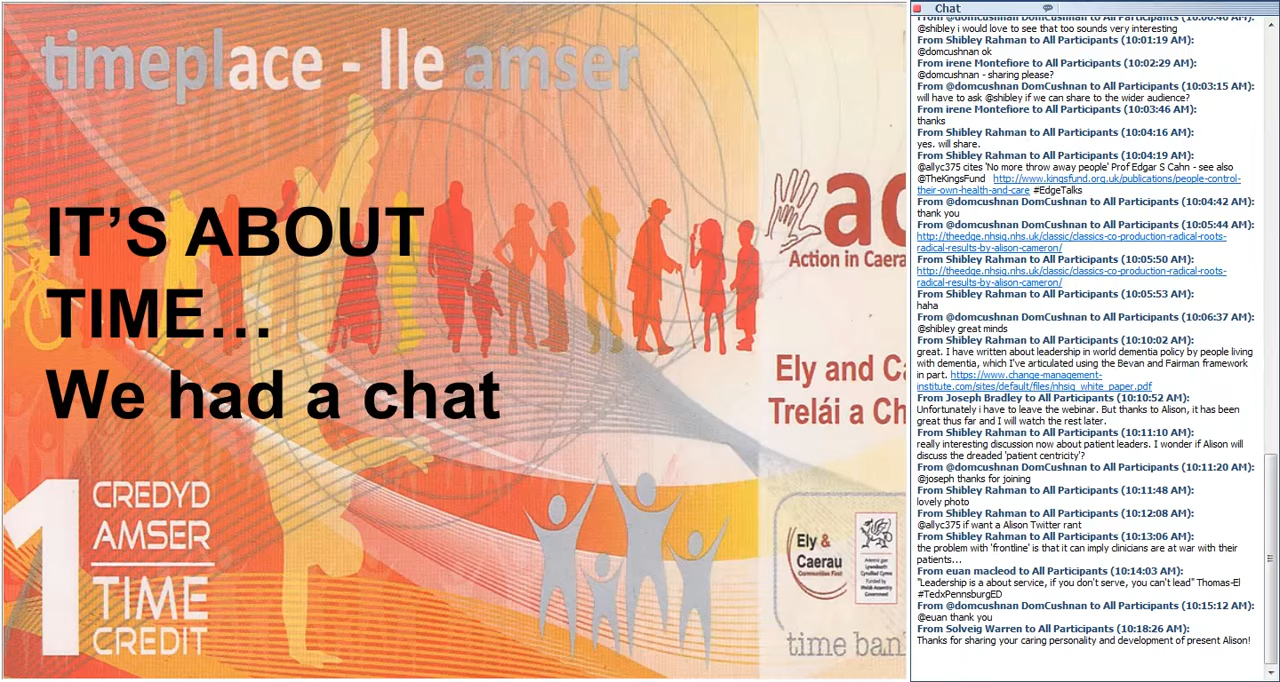 timeplace - lle amser
IT’S ABOUT
TIME…
We had a chat
1
CREDYD
AMSER
TIME
CREDIT
ac
Action in Caera
Ely and Ca
Trelái a Ch
Ely &
Caerau
Communities First
time ban
Chat
@shibley i would love to see that too sounds very interesting
From Shibley Rahman to All Participants (10:01:19 AM):
@domcushnan ok
From irene Montefiore to All Participants (10:02:29 AM):
@domcushnan - sharing please?
From @domcushnan DomCushnan to All Participants (10:03:15 AM):
will have to ask @shibley if we can share to the wider audience?
From irene Montefiore to All Participants (10:03:46 AM):
thanks
From Shibley Rahman to All Participants (10:04:16 AM):
yes. will share.
From Shibley Rahman to All Participants (10:04:19 AM):
@allyc375 cites 'No more throw away people' Prof Edgar S Cahn - see also
@TheKingsFund http://www.kingsfund.org.uk/publications/people-control-
their-own-health-and-care #EdgeTalks
From @domcushnan DomCushnan to All Participants (10:04:42 AM):
thank you
From @domcushnan DomCushnan to All Participants (10:05:44 AM):
http://theedge.nhsiq.nhs.uk/classic/classics-co-production-radical-roots-
radical-results-by-alison-cameron/
From @domcushnan DomCushnan to All Participants (10:05:50 AM):
http://theedge.nhsiq.nhs.uk/classic/classics-co-production-radical-roots-
radical-results-by-alison-cameron/
From Shibley Rahman to All Participants (10:05:53 AM):
haha
From @domcushnan DomCushnan to All Participants (10:06:37 AM):
@shibley great minds
From Shibley Rahman to All Participants (10:10:02 AM):
great. I have written about leadership in world dementia policy by people living
with dementia, which I've articulated using the Bevan and Fairman framework
in part. https://www.change-management-
institute.com/sites/default/files/nhsiq_white_paper.pdf
From Joseph Bradley to All Participants (10:10:52 AM):
Unfortunately i have to leave the webinar. But thanks to Alison, it has been
great thus far and I will watch the rest later.
From Shibley Rahman to All Participants (10:11:10 AM):
really interesting discussion now about patient leaders. I wonder if Alison will
discuss the dreaded 'patient centricity'?
From @domcushnan DomCushnan to All Participants (10:11:20 AM):
@joseph thanks for joining
From Shibley Rahman to All Participants (10:11:48 AM):
lovely photo
From Shibley Rahman to All Participants (10:12:08 AM):
@allyc375 if want a Alison Twitter rant
From Shibley Rahman to All Participants (10:13:06 AM):
the problem with 'frontline' is that it can imply clinicians are at war with their
patients...
From euan macleod to All Participants (10:14:03 AM):
"Leadership is a about service, if you don't serve, you can't lead" Thomas-El
#TedxPennsburgED
From @domcushnan DomCushnan to All Participants (10:15:12 AM):
@euan thank you
From Solveig Warren to All Participants (10:18:26 AM):
Thanks for sharing your caring personality and development of present Alison!